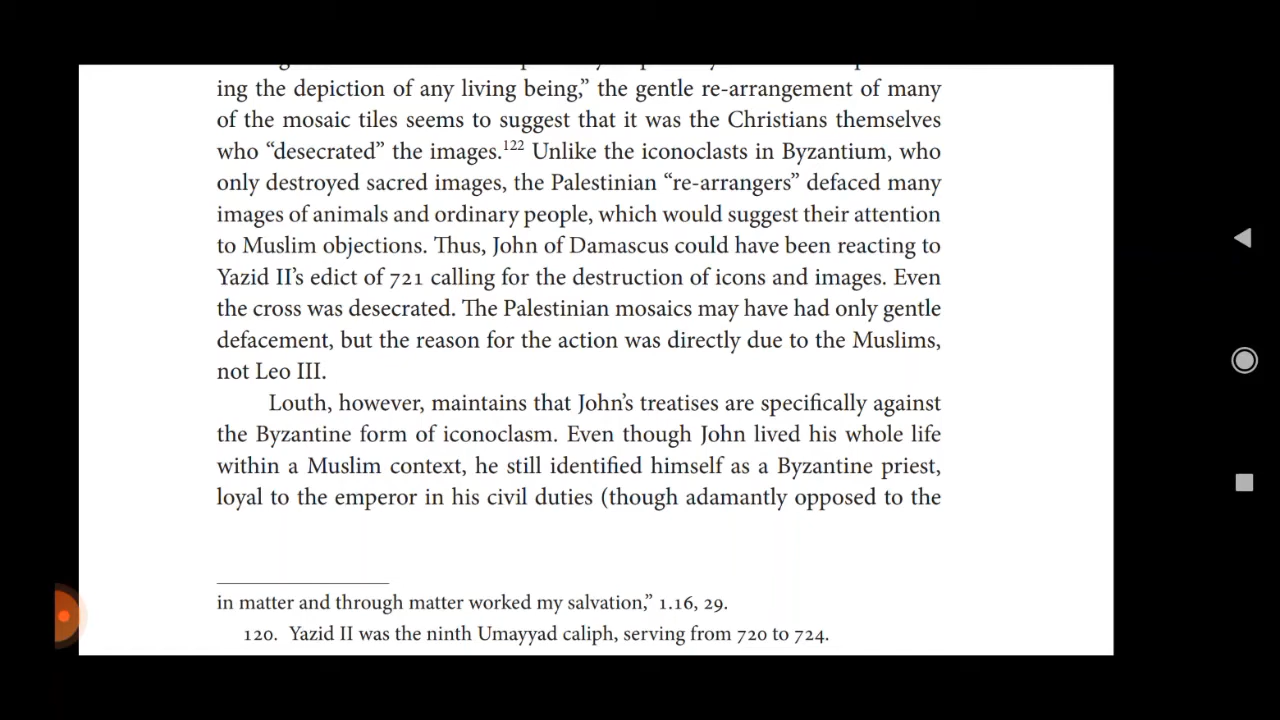 ing the depiction of any living being,” the gentle re-arrangement of many
of the mosaic tiles seems to suggest that it was the Christians themselves
who “desecrated” the images.122 Unlike the iconoclasts in Byzantium, who
only destroyed sacred images, the Palestinian “re-arrangers” defaced many
images of animals and ordinary people, which would suggest their attention
to Muslim objections. Thus, John of Damascus could have been reacting to
Yazid II’s edict of 721 calling for the destruction of icons and images. Even
the cross was desecrated. The Palestinian mosaics may have had only gentle
defacement, but the reason for the action was directly due to the Muslims,
not Leo III.
Louth, however, maintains that John’s treatises are specifically against
the Byzantine form of iconoclasm. Even though John lived his whole life
within a Muslim context, he still identified himself as a Byzantine priest,
loyal to the emperor in his civil duties (though adamantly opposed to the
in matter and through matter worked my salvation,” 1.16, 29.
120. Yazid II was the ninth Umayyad caliph, serving from 720 to 724.